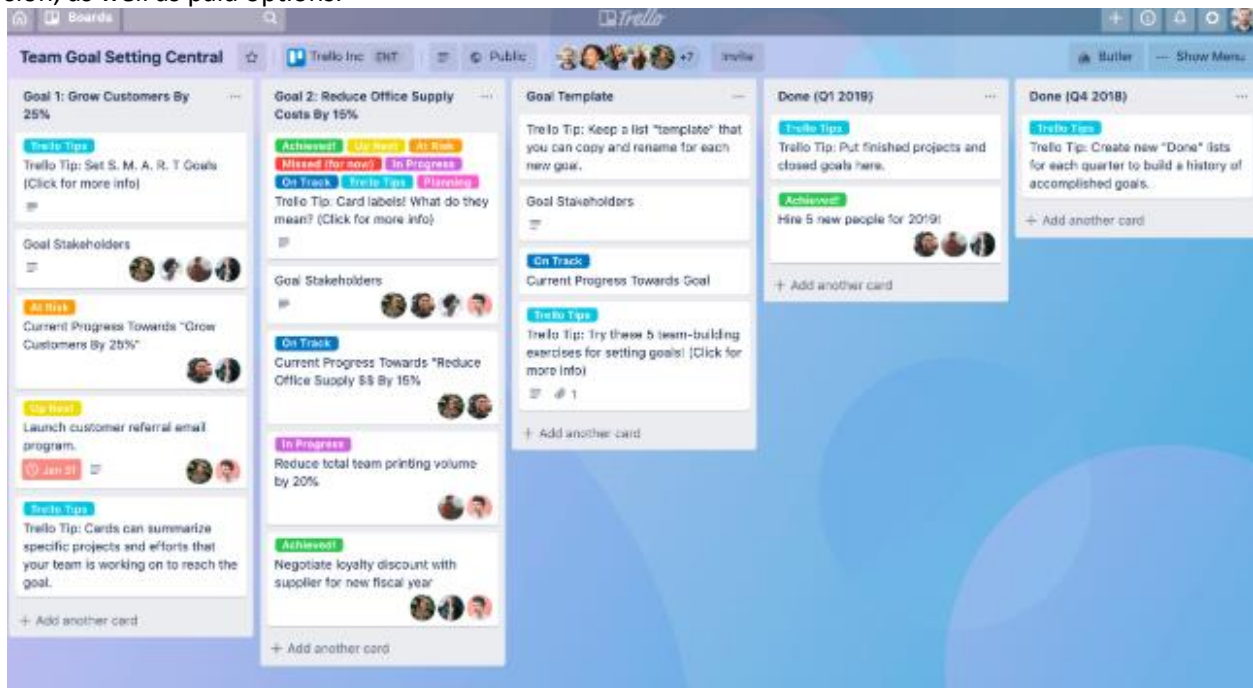 sion, as well as paid options.
Boards
Trello
Team Goal Setting Central
Trello Inc ENT
Public
+7
Invite
Butler
Show Menu
Goal 1: Grow Customers By
25%
Trello Tips
Trello Tip: Set S. M. A. R. T Goals
(Click for more info)
Goal Stakeholders
At Risk
Current Progress Towards "Grow
Customers By 25%"
Up Next
Launch customer referral email
program.
Jan 31
Trello Tips
Trello Tip: Cards can summarize
specific projects and efforts that
your team is working on to reach the
goal.
+ Add another card
Goal 2: Reduce Office Supply
Costs By 15%
Achieved! Up Next At Risk
Missed (for now) In Progress
On Track Trello Tips Planning
Trello Tip: Card labels! What do they
mean? (Click for more info)
Goal Stakeholders
On Track
Current Progress Towards "Reduce
Office Supply $$ By 15%
In Progress
Reduce total team printing volume
by 20%
Achieved!
Negotiate loyalty discount with
supplier for new fiscal year
+ Add another card
Goal Template
Trello Tip: Keep a list "template" that
you can copy and rename for each
new goal.
Goal Stakeholders
On Track
Current Progress Towards Goal
Trello Tips
Trello Tip: Try these 5 team-building
exercises for setting goals! (Click for
more info)
1
+ Add another card
Done (Q1 2019)
Trello Tips
Trello Tip: Put finished projects and
closed goals here.
Achieved!
Hire 5 new people for 2019!
+ Add another card
Done (Q4 2018)
Trello Tips
Trello Tip: Create new "Done" lists
for each quarter to build a history of
accomplished goals.
+ Add another card